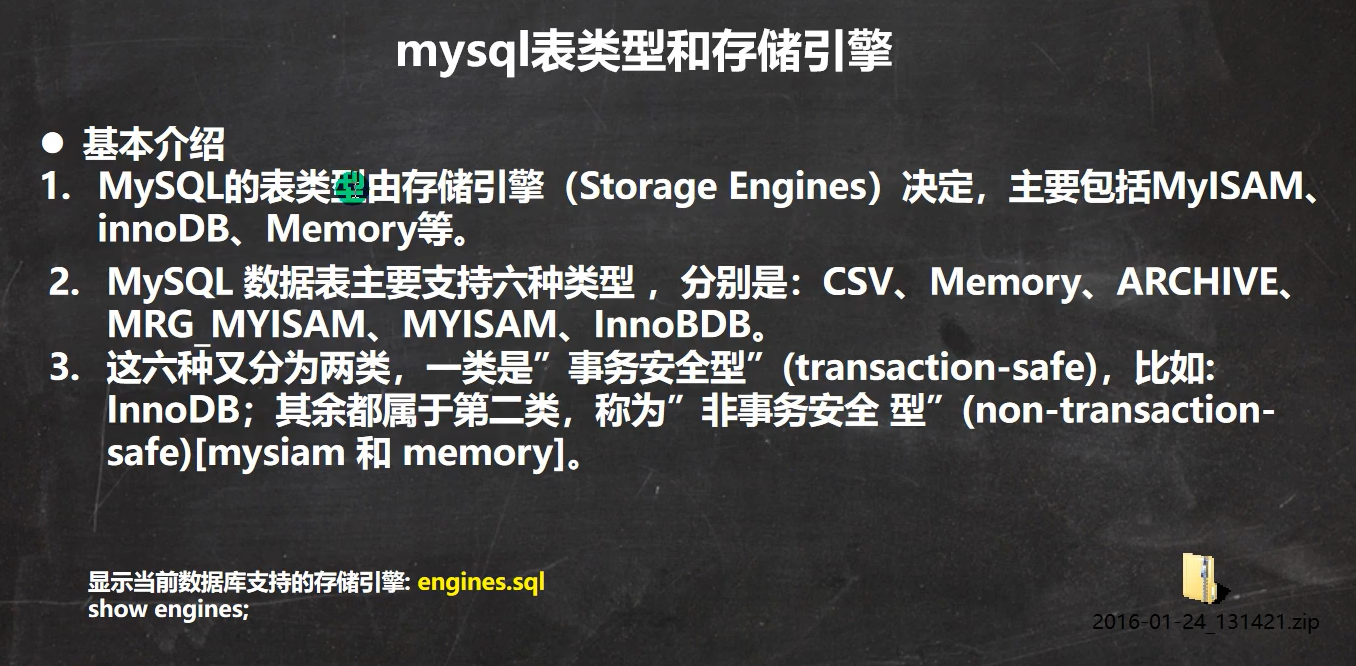 mysql表类型和存储引擎
● 基本介绍
1. MySQL的表类型由存储引擎（Storage Engines）决定，主要包括MyISAM、
innoDB、Memory等。
2. MySQL 数据表主要支持六种类型 ，分别是：CSV、Memory、ARCHIVE、
MRG_MYISAM、MYISAM、InnoBDB。
3. 这六种又分为两类，一类是”事务安全型”(transaction-safe)，比如:
InnoDB；其余都属于第二类，称为”非事务安全 型”(non-transaction-
safe)[mysiam 和 memory]。
显示当前数据库支持的存储引擎: engines.sql
show engines;
2016-01-24_131421.zip